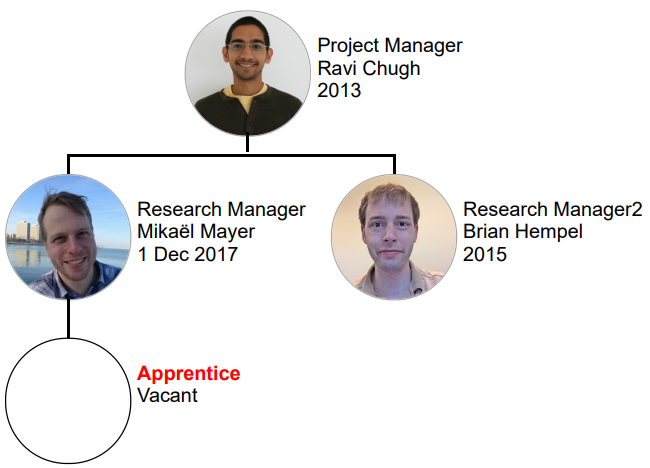 Project Manager
Ravi Chugh
2013
Research Manager
Mikaël Mayer
1 Dec 2017
Research Manager2
Brian Hempel
2015
Apprentice
Vacant